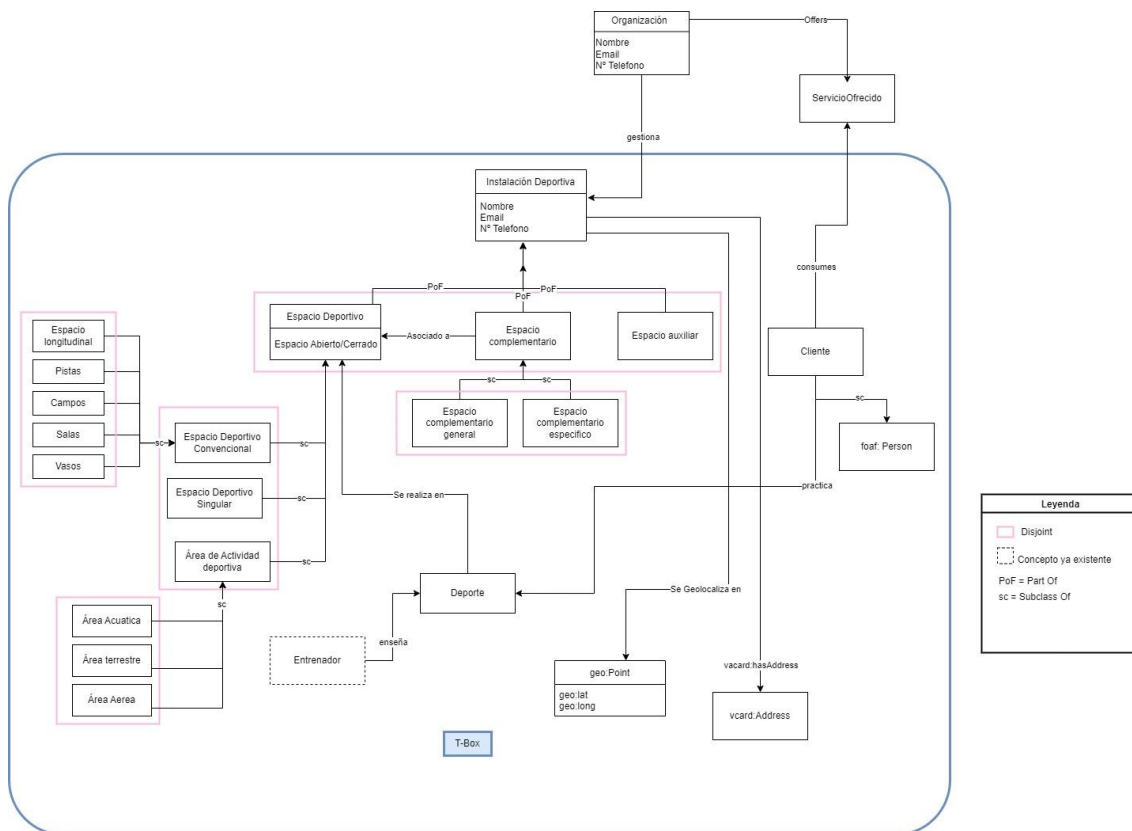 Organización
Offers
Nombre
Email
Nº Telefono
ServicioOfrecido
gestiona
Instalación Deportiva
Nombre
Email
Nº Telefono
consumes
PoF
PoF
PoF
Espacio Deportivo
Espacio Abierto/Cerrado
Asociado a
Espacio
complementario
Espacio auxiliar
Cliente
Espacio
longitudinal
Pistas
Campos
Salas
Vasos
sc
sc
sc
Espacio
complementario
general
Espacio
complementario
especifico
sc
foaf: Person
Espacio Deportivo
Convencional
sc
Espacio Deportivo
Singular
sc
Se realiza en
practica
Área de Actividad
deportiva
sc
Deporte
Se Geolocaliza en
sc
Área Acuatica
Área terrestre
Área Aerea
enseña
Entrenador
geo:Point
geo:lat
geo:long
vacard:hasAddress
vcard:Address
T-Box
Leyenda
Disjoint
Concepto ya existente
PoF = Part Of
sc = Subclass Of